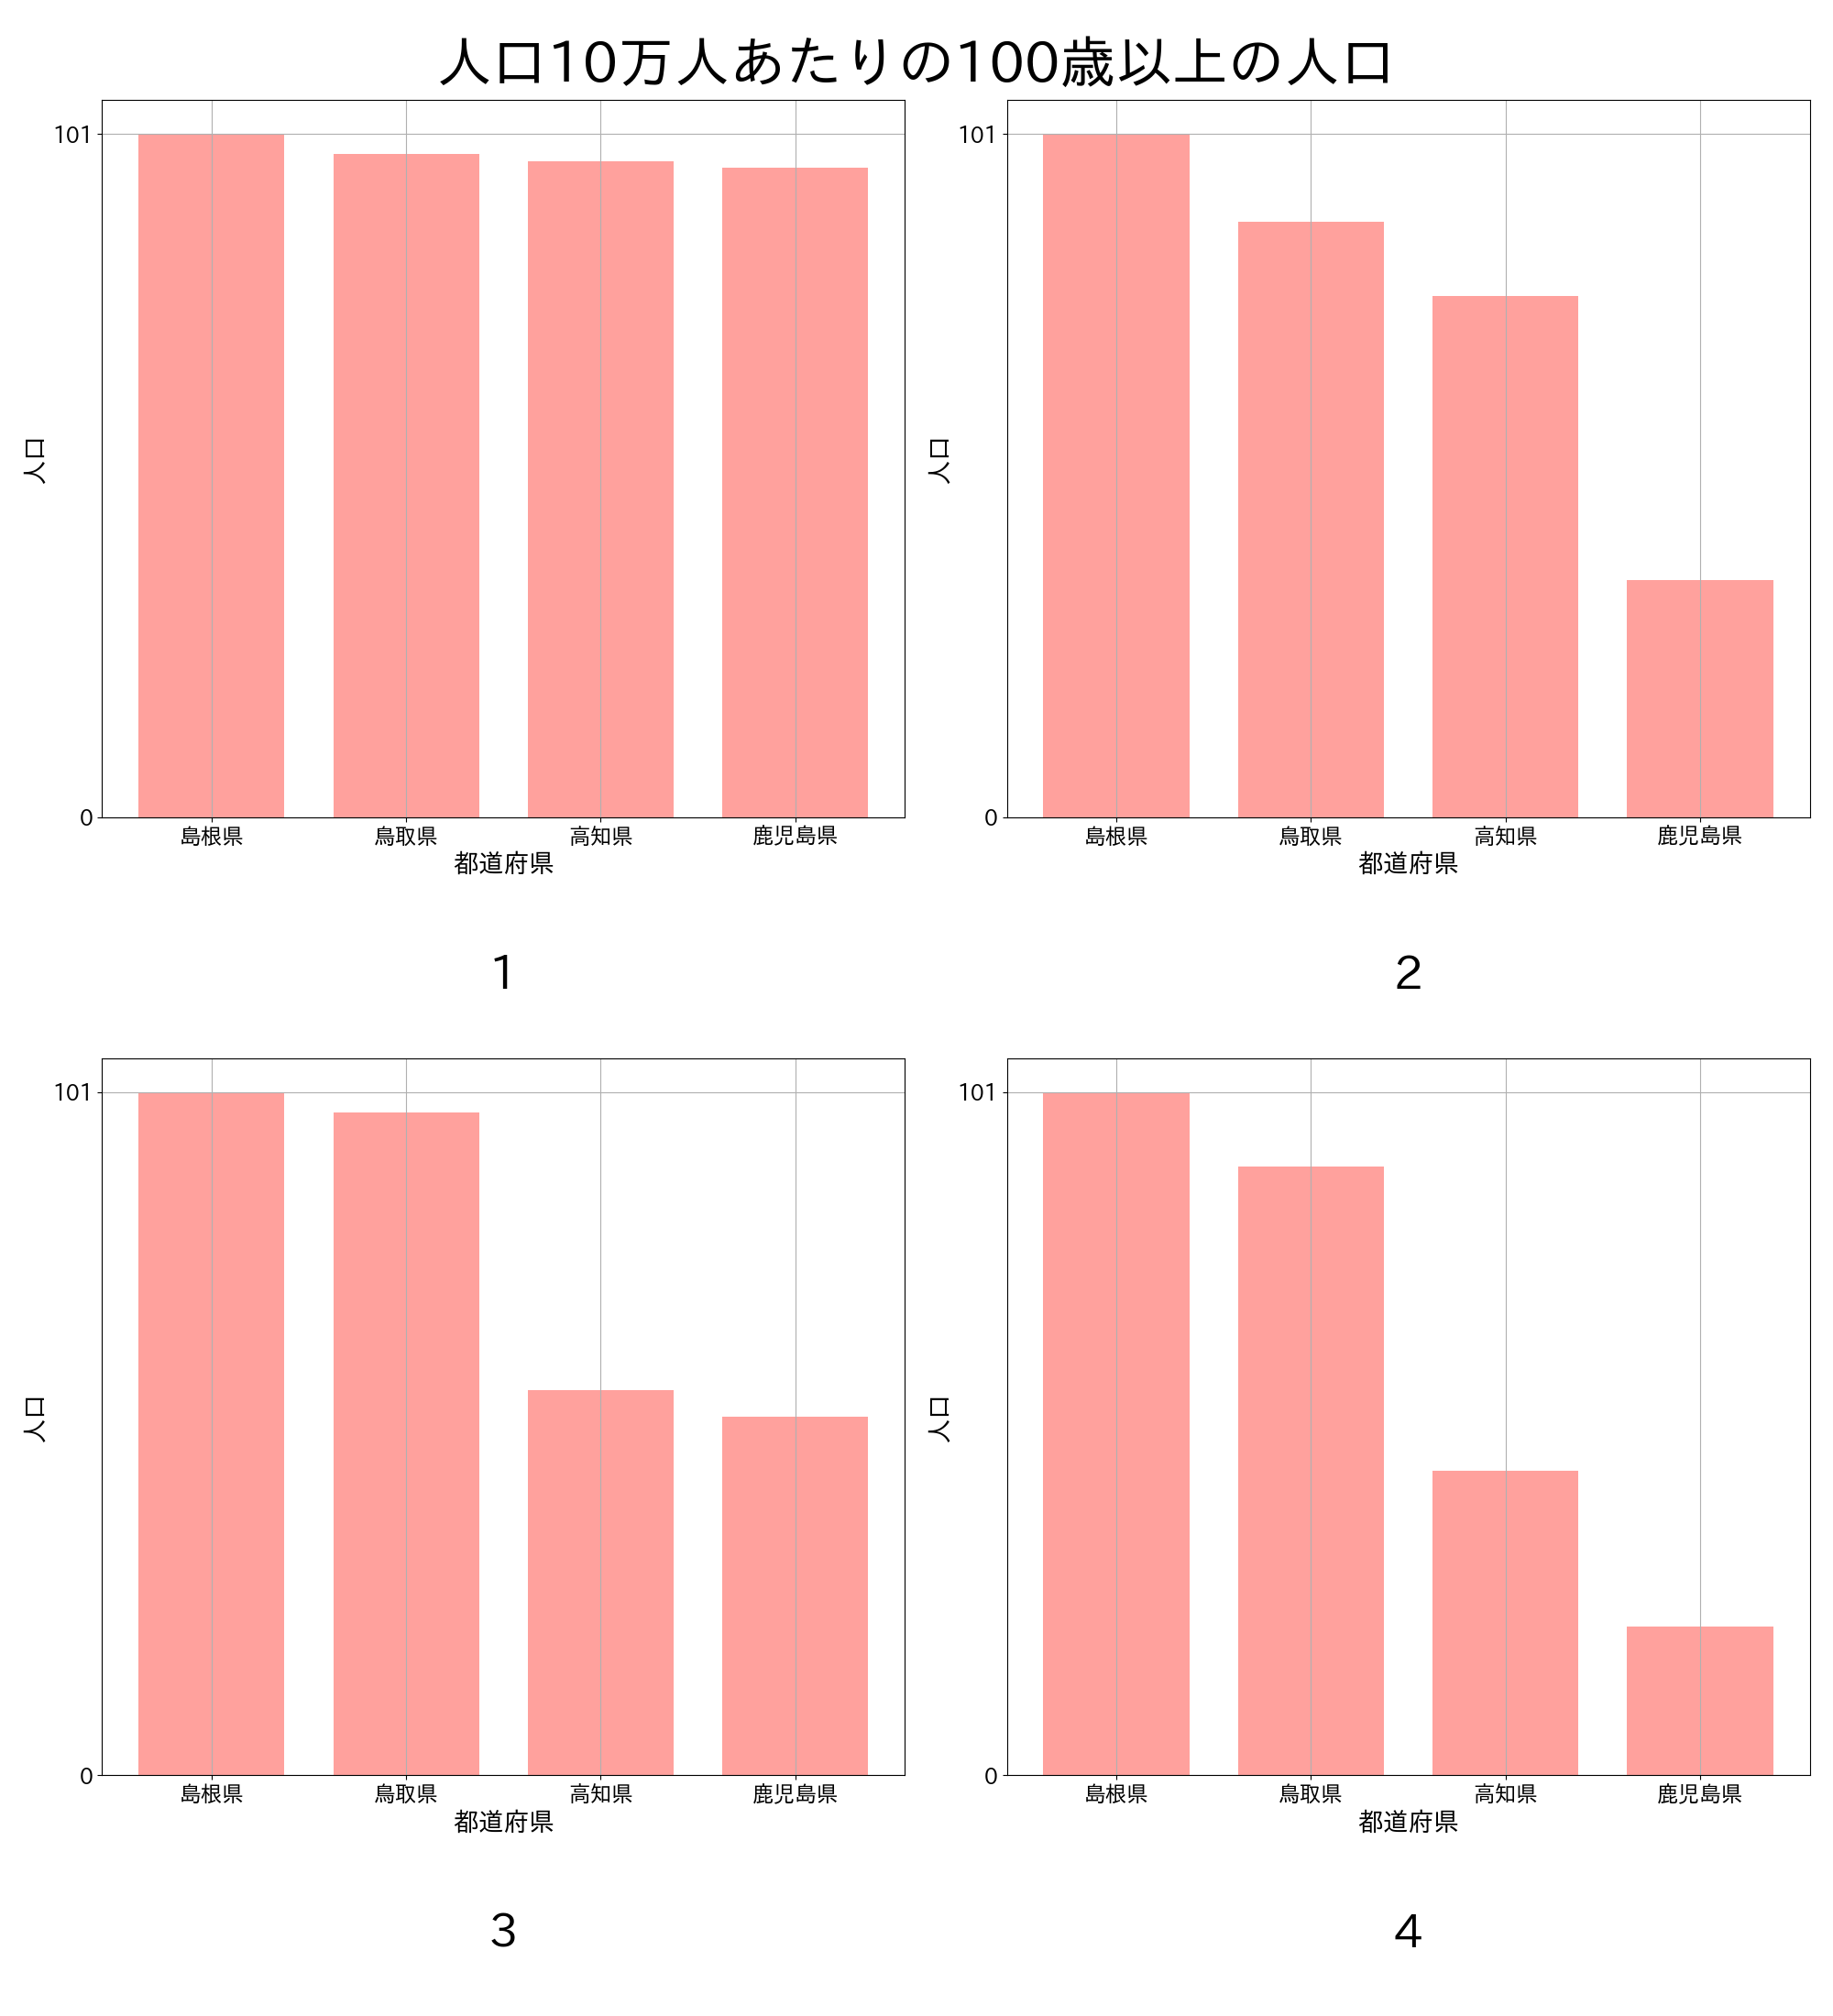 人口10万人あたりの100歳以上の人口
101
0
人口
島根県 鳥取県 高知県 鹿児島県
都道府県
1
101
0
人口
島根県 鳥取県 高知県 鹿児島県
都道府県
2
101
0
人口
島根県 鳥取県 高知県 鹿児島県
都道府県
3
101
0
人口
島根県 鳥取県 高知県 鹿児島県
都道府県
4